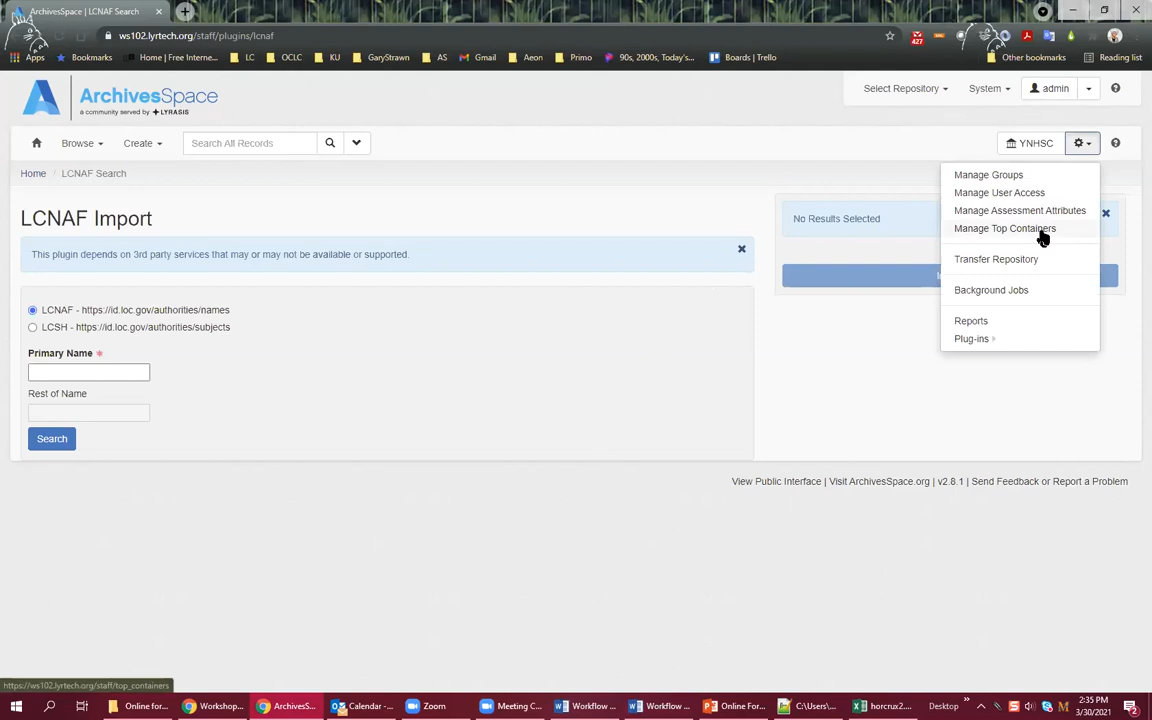 ArchivesSpace | LCNAF Search
ws102.lyrtech.org/staff/plugins/lcnaf
427
Apps Bookmarks Home | Free Interne... LC OCLC KU GaryStrawn AS Gmail Aeon Primo 90s, 2000s, Today's... Boards | Trello Other bookmarks Reading list
ArchivesSpace
a community served by LYRASIS
Select Repository System admin
Browse Create Search All Records YNHSC
Home LCNAF Search
Manage Groups
Manage User Access
Manage Assessment Attributes
Manage Top Containers
Transfer Repository
Background Jobs
Reports
Plug-ins
LCNAF Import
No Results Selected
This plugin depends on 3rd party services that may or may not be available or supported.
LCNAF - https://id.loc.gov/authorities/names
LCSH - https://id.loc.gov/authorities/subjects
Primary Name *
Rest of Name
Search
View Public Interface | Visit ArchivesSpace.org | v2.8.1 | Send Feedback or Report a Problem
https://ws102.lyrtech.org/staff/top_containers
Online for... Workshop... ArchivesS... Calendar -... Zoom Meeting C... Workflow ... Workflow ... Online For... C:\Users\... horcrux2.... Desktop
2:35 PM
3/30/2021
2